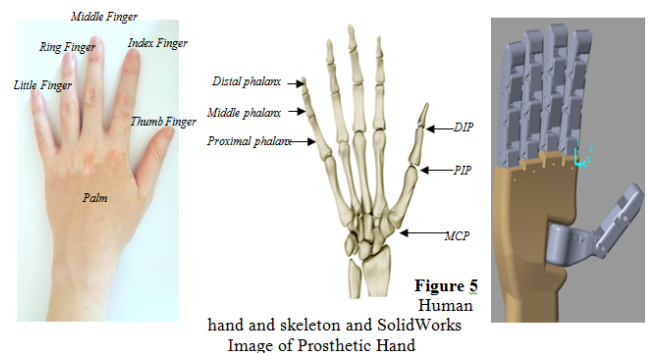 Middle Finger
Ring Finger
Index Finger
Little Finger
Thumb Finger
Palm
Distal phalanx
Middle phalanx
Proximal phalanx
DIP
PIP
MCP
Figure 5
Human
hand and skeleton and SolidWorks
Image of Prosthetic Hand